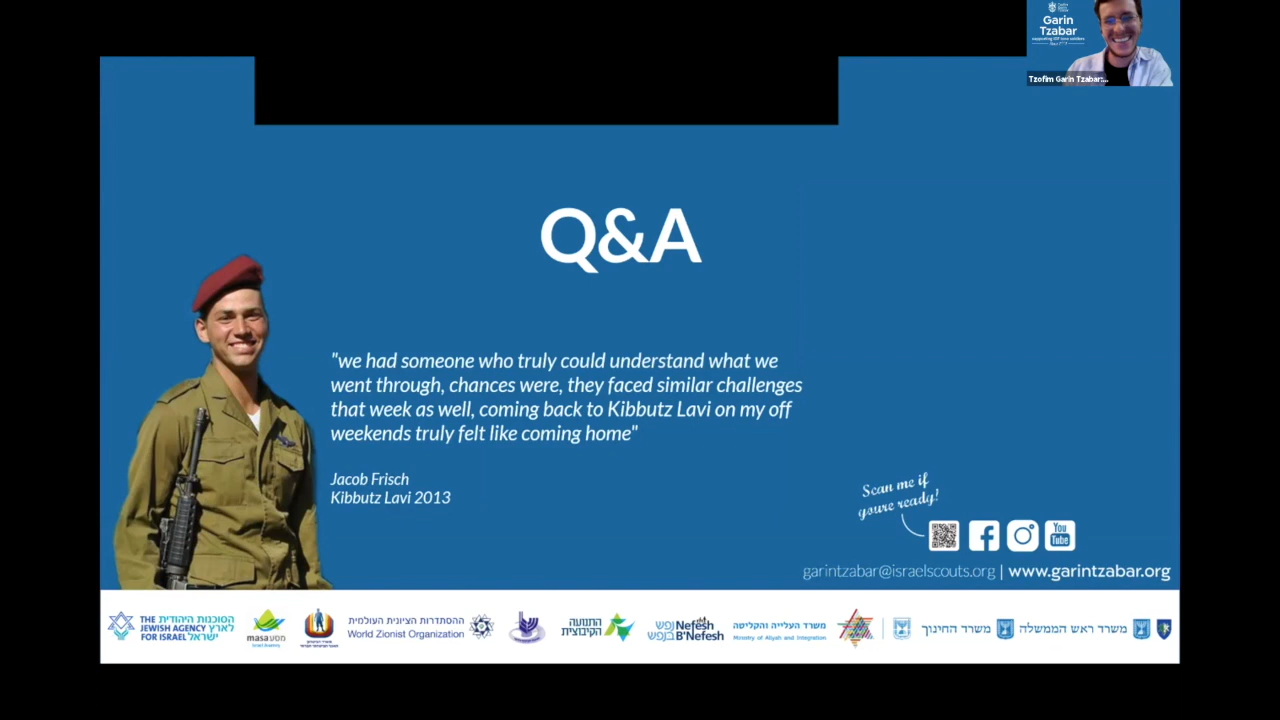 Garin
Tzabar
Tzofim Garin Tzabar:...
Q&A
"we had someone who truly could understand what we
went through, chances were, they faced similar challenges
that week as well, coming back to Kibbutz Lavi on my off
weekends truly felt like coming home"
Jacob Frisch
Kibbutz Lavi 2013
Scan me if
youre ready!
You
Tube
garintzabar@israelscouts.org | www.garintzabar.org
הסוכנות היהודית
THE
JEWISH AGENCY לארץ
FOR ISRAEL ישראל
masa מסע
Israel Journey
ההסתדרות הציונית העולמית
World Zionist Organization
התנועה
הקיבוצית
נפש Nefesh
בנפש B'Nefesh
משרד העלייה והקליטה
Ministry of Aliyah and Integration
משרד החינוך
משרד ראש הממשלה